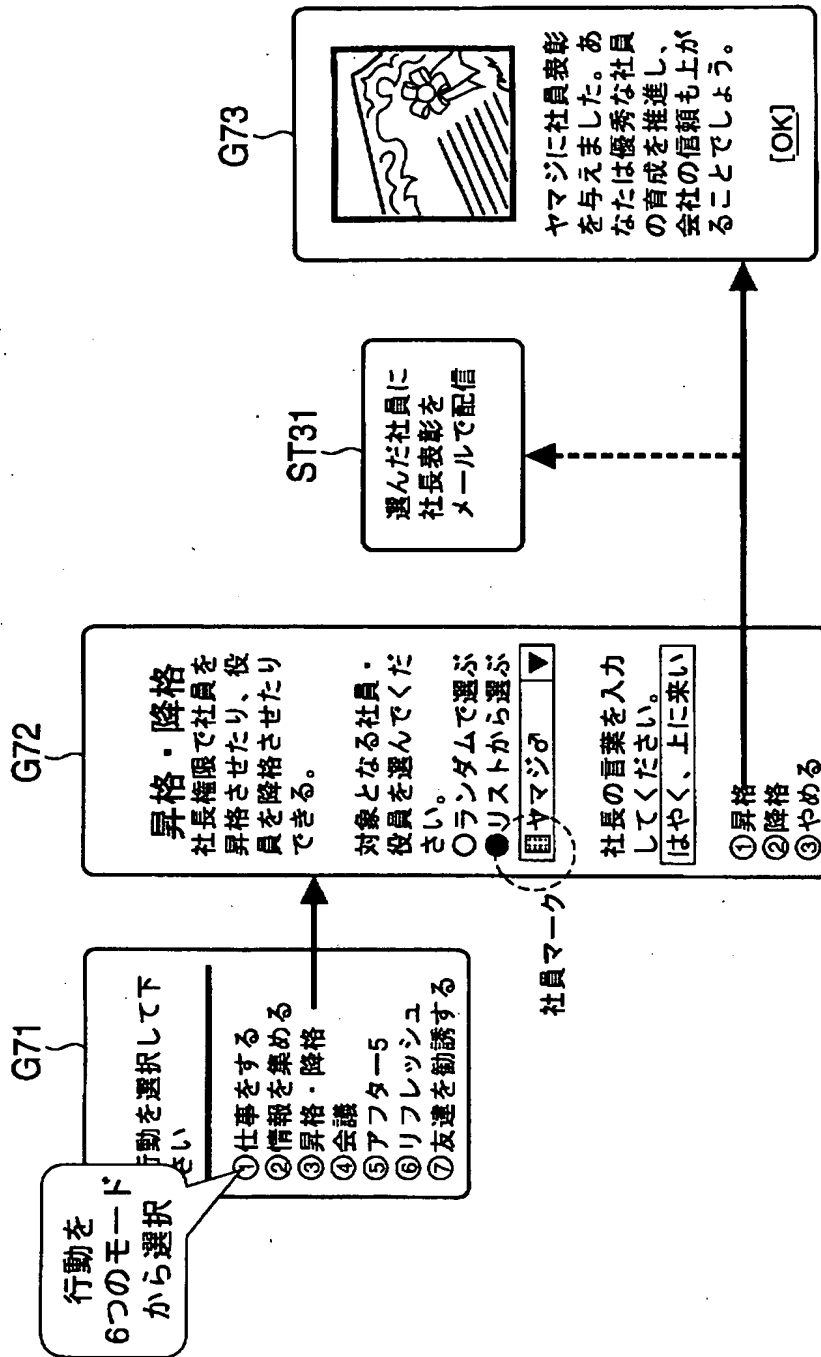 G71
行動を
6つのモード
から選択
行動を選択して下
さい
①仕事をする
②情報を集める
③昇格・降格
④会議
⑤アフター5
⑥リフレッシュ
⑦友達を勧誘する
G72
昇格・降格
社長権限で社員を
昇格させたり、役
員を降格させたり
できる。
対象となる社員・
役員を選んでくだ
さい。
○ランダムで選ぶ
●リストから選ぶ
ヤマジ♂ ▼
社員マーク
社長の言葉を入力
してください。
はやく、上に来い
①昇格
②降格
③やめる
ST31
選んだ社員に
社長表彰を
メールで配信
G73
ヤマジに社員表彰
を与えました。あ
なたは優秀な社員
の育成を推進し、
会社の信頼も上が
ることでしょう。
[OK]